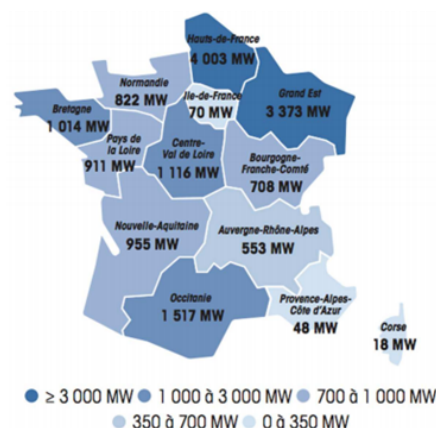 Hauts-de-France
4 003 MW
Normandie
822 MW
Ile-de-France
70 MW
Grand Est
3 373 MW
Bretagne
1 014 MW
Pays de
la Loire
911 MW
Centre-
Val de Loire
1 116 MW
Bourgogne-
Franche-Comté
708 MW
Nouvelle-Aquitaine
955 MW
Auvergne-Rhône-Alpes
553 MW
Occitanie
1 517 MW
Provence-Alpes-
Côte d'Azur
48 MW
Corse
18 MW
≥ 3 000 MW 1 000 à 3 000 MW 700 à 1 000 MW
350 à 700 MW 0 à 350 MW